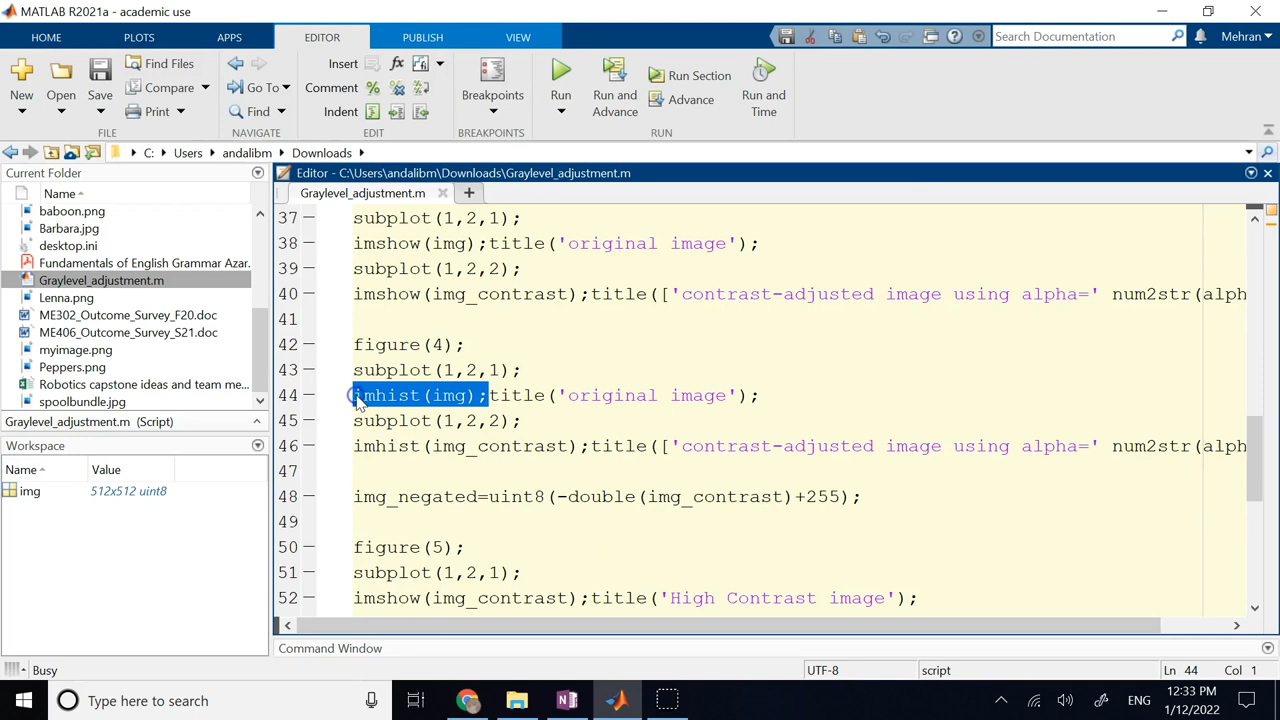 MATLAB R2021a - academic use
HOME PLOTS APPS EDITOR PUBLISH VIEW Search Documentation Mehran
New Open Save Find Files Compare Print Go To Find Insert Comment Indent Breakpoints Run Run and Advance Run Section Advance Run and Time
FILE NAVIGATE EDIT BREAKPOINTS RUN
C: Users andalibm Downloads
Current Folder
Name
baboon.png
Barbara.jpg
desktop.ini
Fundamentals of English Grammar Azar.
Graylevel_adjustment.m
Lenna.png
ME302_Outcome_Survey_F20.doc
ME406_Outcome_Survey_S21.doc
myimage.png
Peppers.png
Robotics capstone ideas and team me...
spoolbundle.jpg
Graylevel_adjustment.m (Script)
Workspace
Name Value
img 512x512 uint8
Editor - C:\Users\andalibm\Downloads\Graylevel_adjustment.m
Graylevel_adjustment.m
37 subplot(1,2,1);
38 imshow(img);title('original image');
39 subplot(1,2,2);
40 imshow(img_contrast);title(['contrast-adjusted image using alpha=' num2str(alph
41
42 figure(4);
43 subplot(1,2,1);
44 imhist(img);title('original image');
45 subplot(1,2,2);
46 imhist(img_contrast);title(['contrast-adjusted image using alpha=' num2str(alph
47
48 img_negated=uint8(-double(img_contrast)+255);
49
50 figure(5);
51 subplot(1,2,1);
52 imshow(img_contrast);title('High Contrast image');
Command Window
Busy UTF-8 script Ln 44 Col 1
Type here to search ENG 12:33 PM
1/12/2022